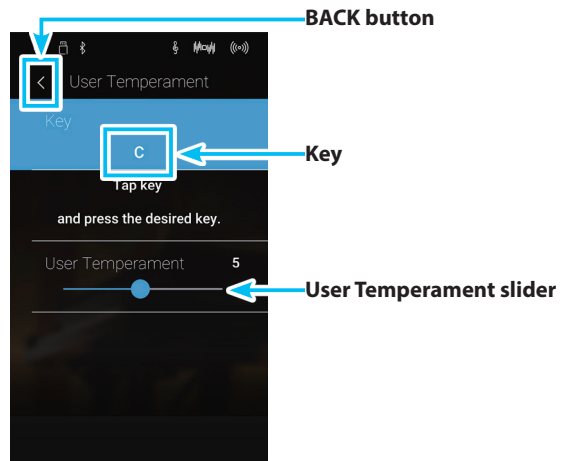 BACK button
User Temperament
Key
C
Key
Tap key
and press the desired key.
User Temperament 5
User Temperament slider